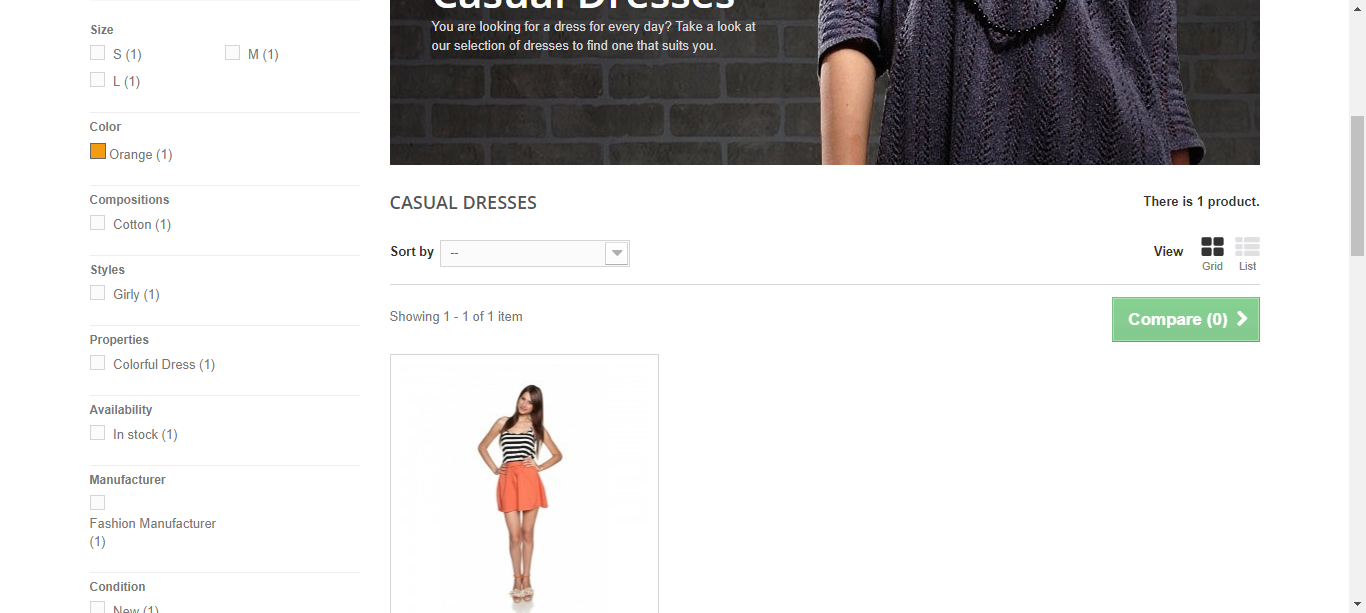 Size
S (1)
M (1)
L (1)
Color
Orange (1)
Compositions
Cotton (1)
Styles
Girly (1)
Properties
Colorful Dress (1)
Availability
In stock (1)
Manufacturer
Fashion Manufacturer
(1)
Condition
New (1)
Casual Dresses
You are looking for a dress for every day? Take a look at
our selection of dresses to find one that suits you.
CASUAL DRESSES
There is 1 product.
Sort by
--
View
Grid
List
Showing 1 - 1 of 1 item
Compare (0)